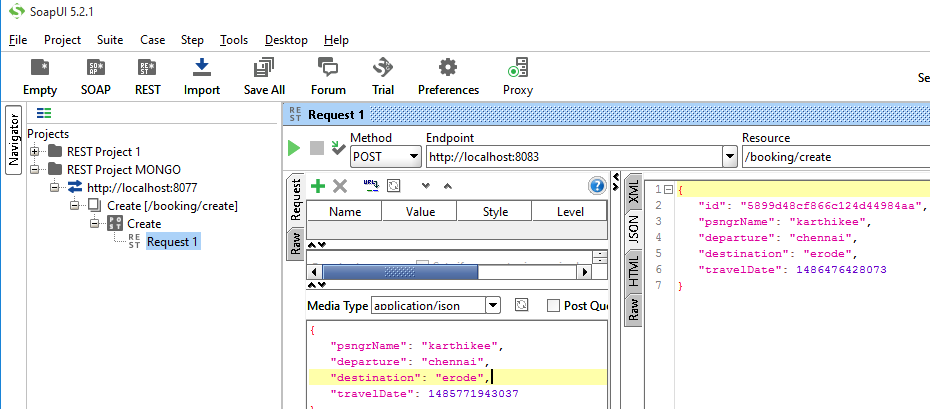 SoapUI 5.2.1
File Project Suite Case Step Tools Desktop Help
Empty SOAP REST Import Save All Forum Trial Preferences Proxy
Se
Navigator
Projects
REST Project 1
REST Project MONGO
http://localhost:8077
Create [/booking/create]
Create
Request 1
Request 1
Method Endpoint Resource
POST http://localhost:8083 /booking/create
Request
Raw
Name Value Style Level
Media Type application/json Post Que
{
"psngrName": "karthikee",
"departure": "chennai",
"destination": "erode",
"travelDate": 1485771943037
XML
JSON
HTML
Raw
1 {
2 "id": "5899d48cf866c124d44984aa",
3 "psngrName": "karthikee",
4 "departure": "chennai",
5 "destination": "erode",
6 "travelDate": 1486476428073
7 }